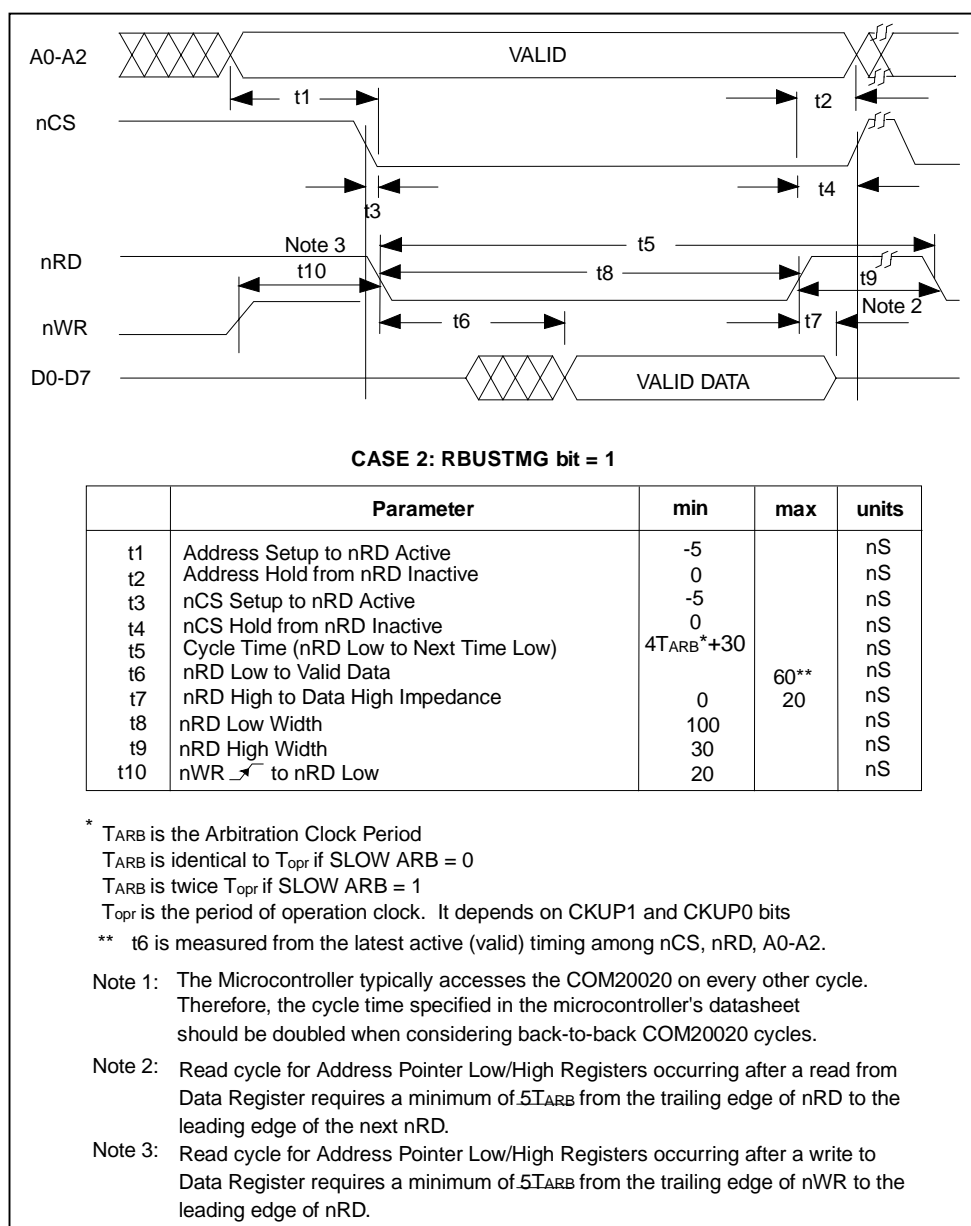 A0-A2 VALID
t1 t2
nCS
t3 t4
Note 3 t5
nRD t8
t10 t9
nWR t6 t7 Note 2
D0-D7 VALID DATA
CASE 2: RBUSTMG bit = 1
Parameter min max units
t1 Address Setup to nRD Active -5 nS
t2 Address Hold from nRD Inactive 0 nS
t3 nCS Setup to nRD Active -5 nS
t4 nCS Hold from nRD Inactive 0 nS
t5 Cycle Time (nRD Low to Next Time Low) 4TARB*+30 nS
t6 nRD Low to Valid Data 60** nS
t7 nRD High to Data High Impedance 0 20 nS
t8 nRD Low Width 100 nS
t9 nRD High Width 30 nS
t10 nWR to nRD Low 20 nS
* TARB is the Arbitration Clock Period
TARB is identical to Topr if SLOW ARB = 0
TARB is twice Topr if SLOW ARB = 1
Topr is the period of operation clock. It depends on CKUP1 and CKUP0 bits
** t6 is measured from the latest active (valid) timing among nCS, nRD, A0-A2.
Note 1: The Microcontroller typically accesses the COM20020 on every other cycle.
Therefore, the cycle time specified in the microcontroller's datasheet
should be doubled when considering back-to-back COM20020 cycles.
Note 2: Read cycle for Address Pointer Low/High Registers occurring after a read from
Data Register requires a minimum of 5TARB from the trailing edge of nRD to the
leading edge of the next nRD.
Note 3: Read cycle for Address Pointer Low/High Registers occurring after a write to
Data Register requires a minimum of 5TARB from the trailing edge of nWR to the
leading edge of nRD.